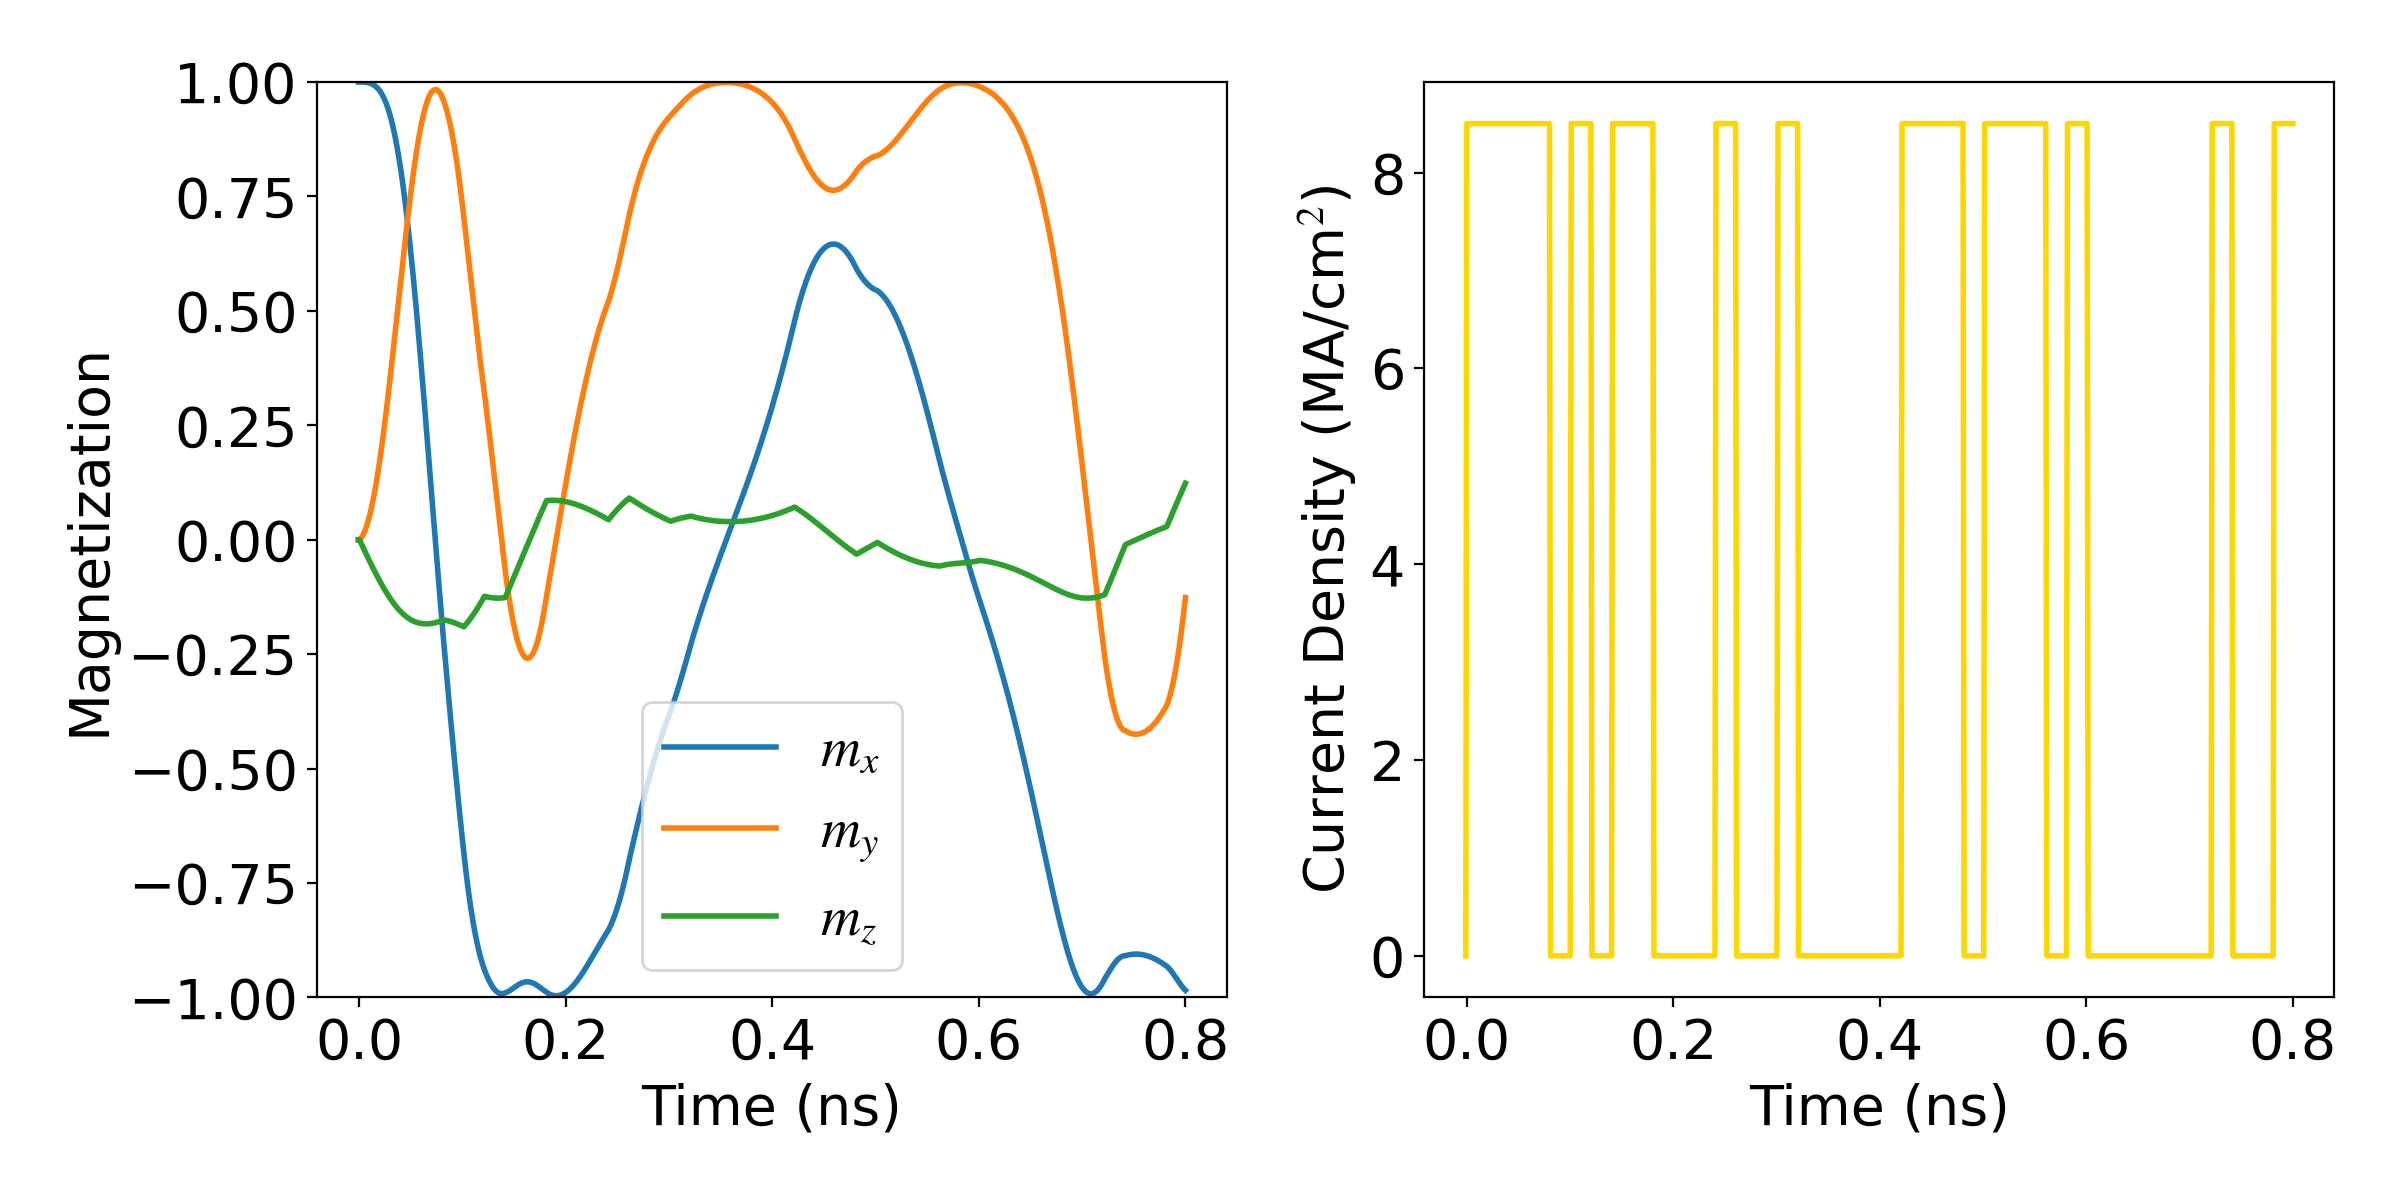 1.00
0.75
0.50
0.25
0.00
−0.25
−0.50
−0.75
−1.00
Magnetization
0.0 0.2 0.4 0.6 0.8
Time (ns)
m_x
m_y
m_z
8
6
4
2
0
Current Density (MA/cm²)
0.0 0.2 0.4 0.6 0.8
Time (ns)